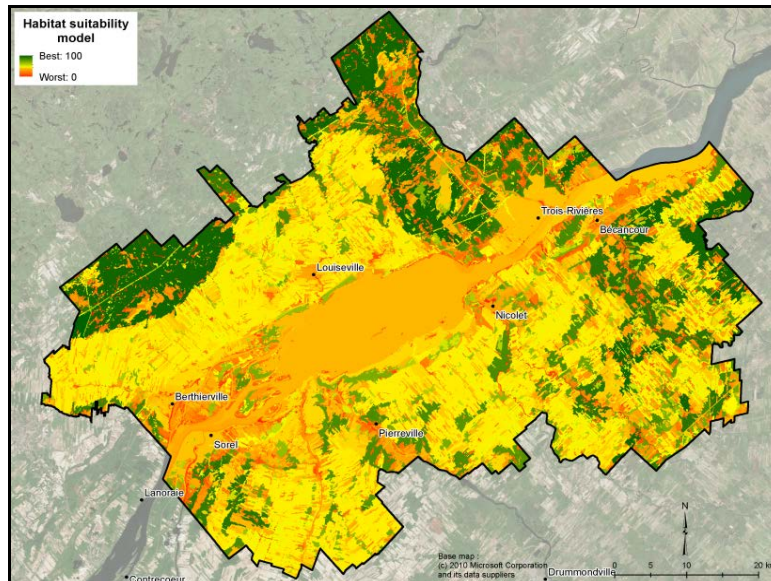 Habitat suitability
model
Best: 100
Worst: 0
Trois-Rivières
Bécancour
Louiseville
Nicolet
Berthierville
Pierreville
Sorel
Lanoraie
N
Base map :
(c) 2010 Microsoft Corporation
and its data suppliers
0 5 10 20 km
Drummondville
Contrecoeur